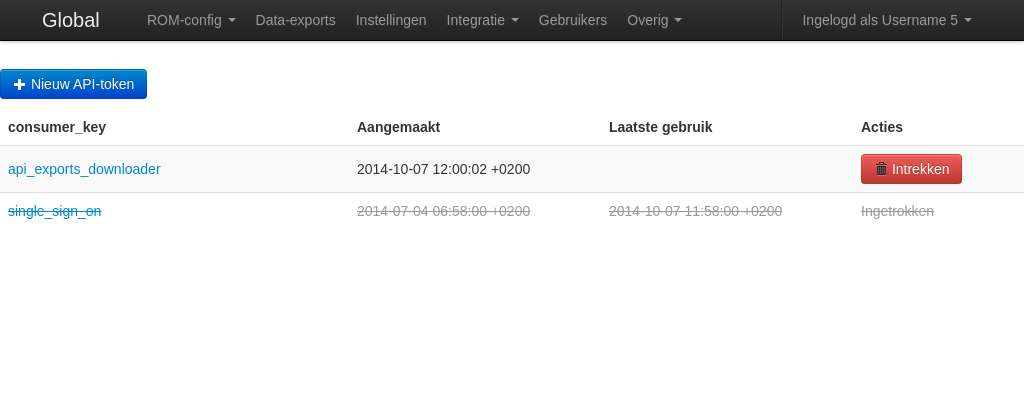 Global ROM-config Data-exports Instellingen Integratie Gebruikers Overig Ingelogd als Username 5
Nieuw API-token
consumer_key Aangemaakt Laatste gebruik Acties
api_exports_downloader 2014-10-07 12:00:02 +0200 Intrekken
single_sign_on 2014-07-04 06:58:00 +0200 2014-10-07 11:58:00 +0200 Ingetrokken